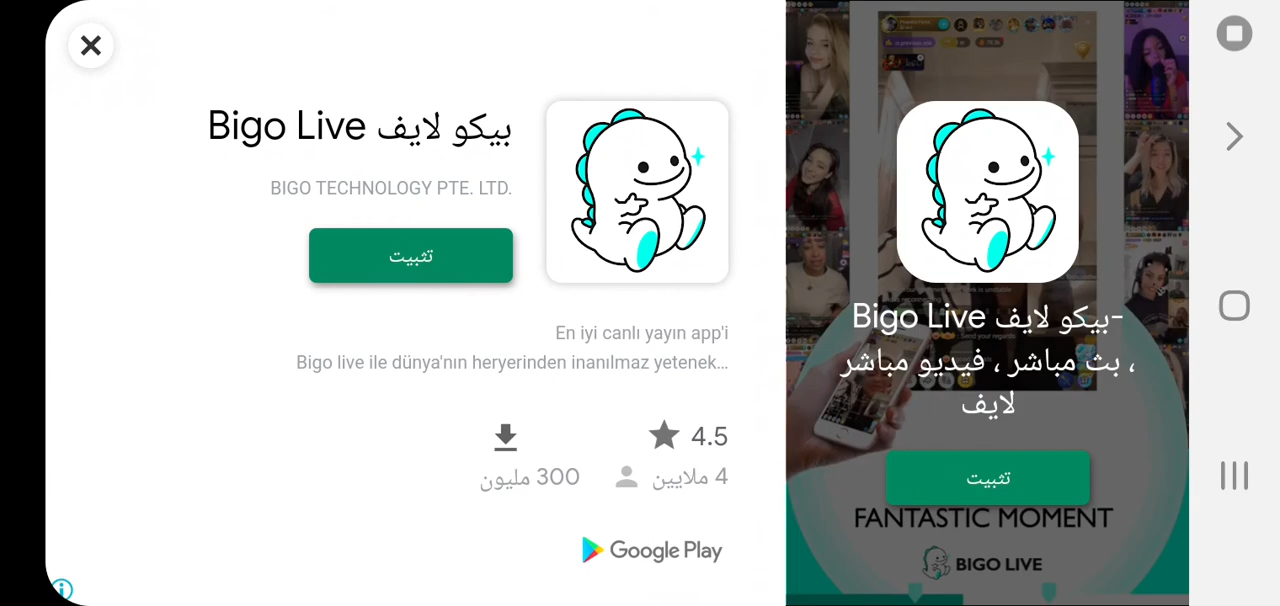 Bigo Live بيكو لايف
BIGO TECHNOLOGY PTE. LTD.
تثبيت
En iyi canlı yayın app'i
Bigo live ile dünya'nın heryerinden inanılmaz yetenek...
4.5
4 ملايين
300 مليون
Google Play
Bigo Live بيكو لايف-
، بث مباشر ، فيديو مباشر
لايف
تثبيت
FANTASTIC MOMENT
BIGO LIVE